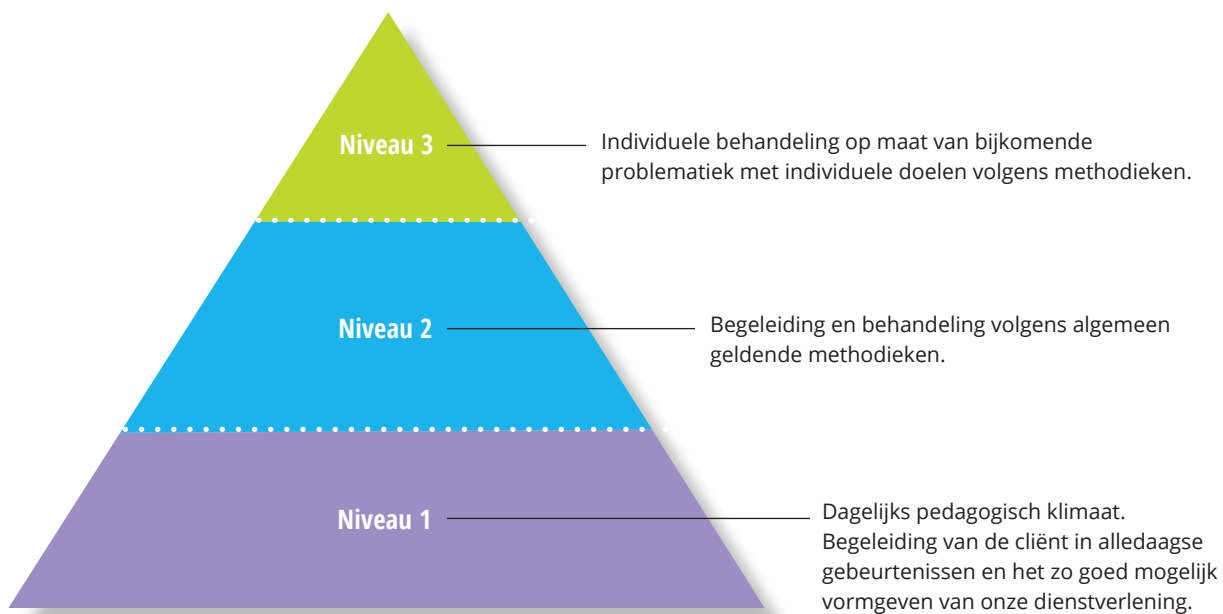 Niveau 3
Individuele behandeling op maat van bijkomende
problematiek met individuele doelen volgens methodieken.
Niveau 2
Begeleiding en behandeling volgens algemeen
geldende methodieken.
Niveau 1
Dagelijks pedagogisch klimaat.
Begeleiding van de cliënt in alledaagse
gebeurtenissen en het zo goed mogelijk
vormgeven van onze dienstverlening.